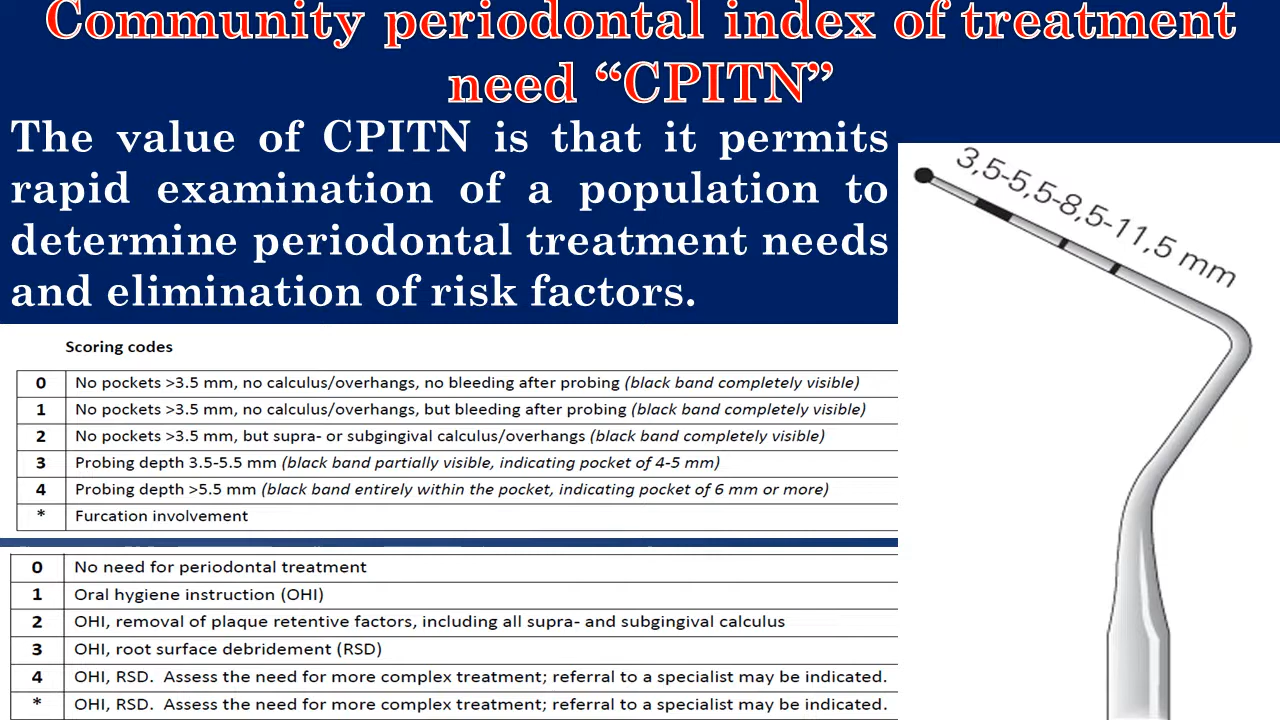 Community periodontal index of treatment
need “CPITN”
The value of CPITN is that it permits
rapid examination of a population to
determine periodontal treatment needs
and elimination of risk factors.
3,5-5,5-8,5-11,5 mm
Scoring codes
0 No pockets >3.5 mm, no calculus/overhangs, no bleeding after probing (black band completely visible)
1 No pockets >3.5 mm, no calculus/overhangs, but bleeding after probing (black band completely visible)
2 No pockets >3.5 mm, but supra- or subgingival calculus/overhangs (black band completely visible)
3 Probing depth 3.5-5.5 mm (black band partially visible, indicating pocket of 4-5 mm)
4 Probing depth >5.5 mm (black band entirely within the pocket, indicating pocket of 6 mm or more)
* Furcation involvement
0 No need for periodontal treatment
1 Oral hygiene instruction (OHI)
2 OHI, removal of plaque retentive factors, including all supra- and subgingival calculus
3 OHI, root surface debridement (RSD)
4 OHI, RSD. Assess the need for more complex treatment; referral to a specialist may be indicated.
* OHI, RSD. Assess the need for more complex treatment; referral to a specialist may be indicated.